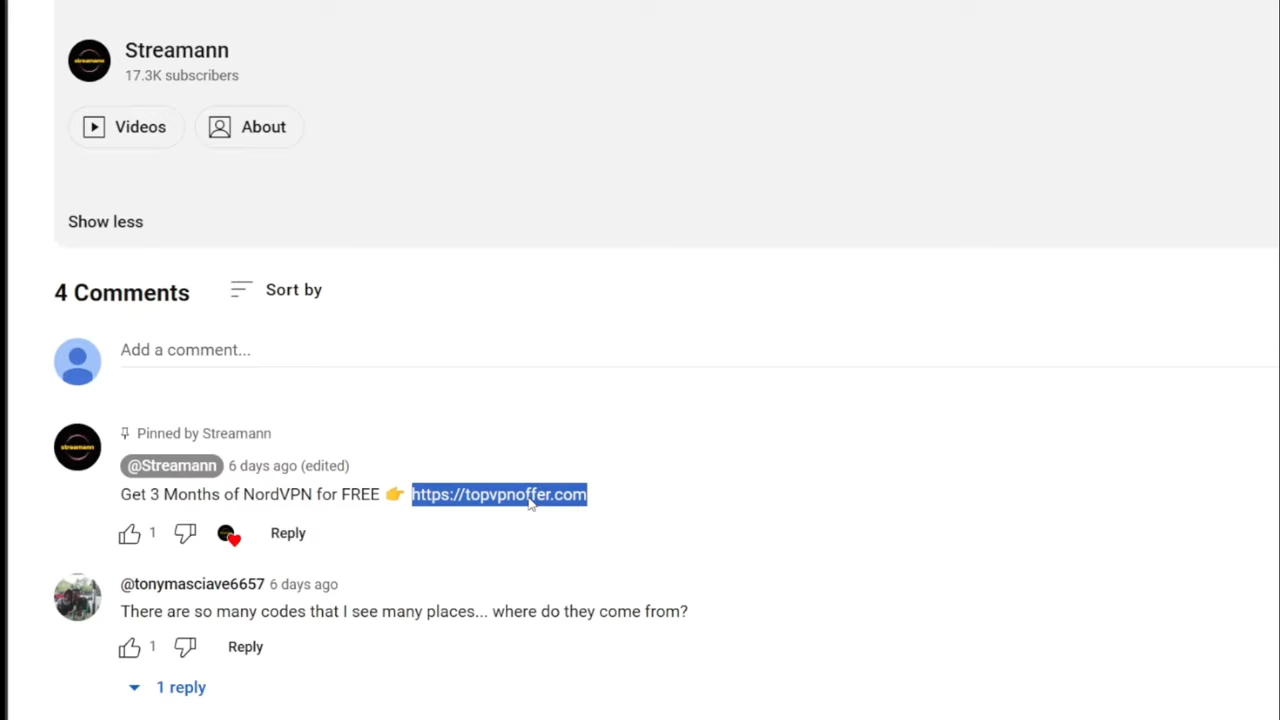 Streamann
17.3K subscribers
Videos
About
Show less
4 Comments
Sort by
Add a comment...
Pinned by Streamann
@Streamann 6 days ago (edited)
Get 3 Months of NordVPN for FREE 👉 https://topvpnoffer.com
1
Reply
@tonymasciave6657 6 days ago
There are so many codes that I see many places... where do they come from?
1
Reply
1 reply